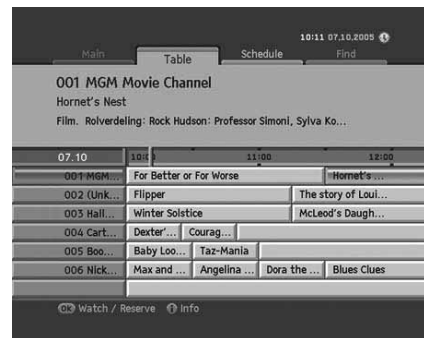 10:11 07.10.2005
Main Table Schedule Find
001 MGM Movie Channel
Hornet's Nest
Film. Rolverdeling: Rock Hudson: Professor Simoni, Sylva Ko...
07.10 10:0 11:00 12:00
001 MGM... For Better or For Worse Hornet's ...
002 (Unk... Flipper The story of Loui...
003 Hall... Winter Solstice McLeod's Daugh...
004 Cart... Dexter'... Courag...
005 Boo... Baby Loo... Taz-Mania
006 Nick... Max and ... Angelina ... Dora the ... Blues Clues
OK Watch / Reserve i Info